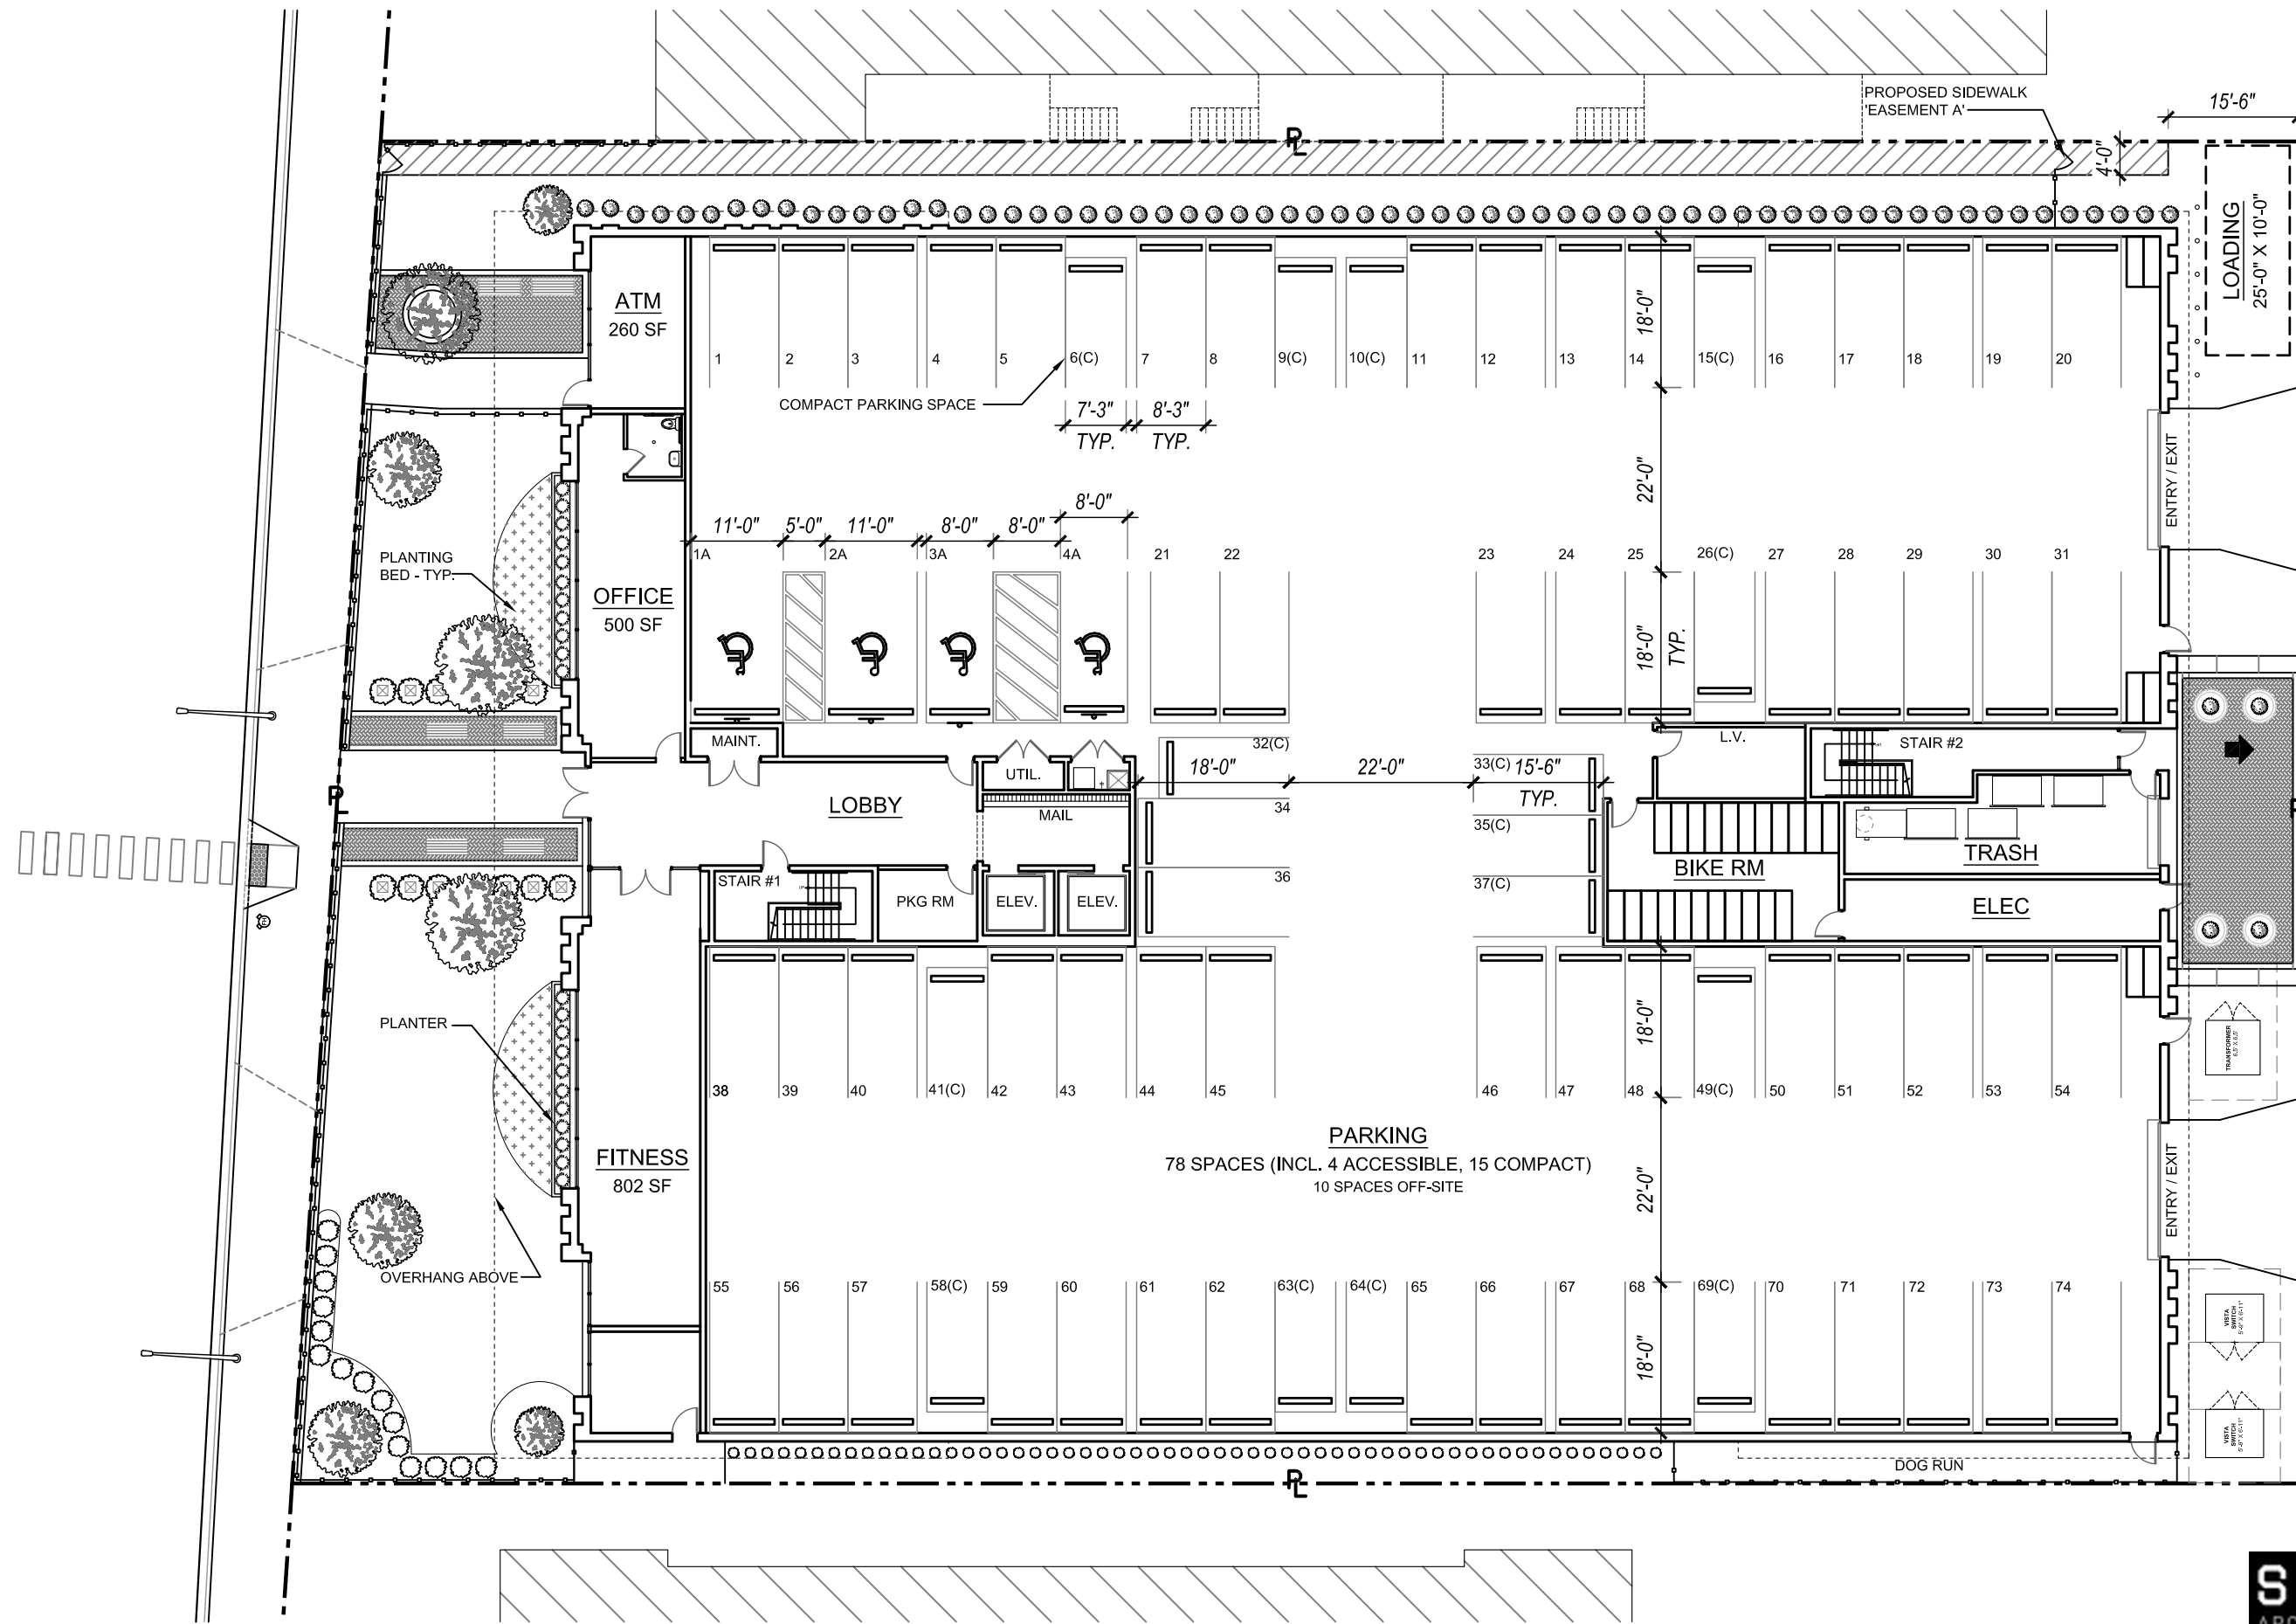 PROPOSED SIDEWALK
'EASEMENT A'
15'-6"
4'-0"
LOADING
25'-0" X 10'-0"
PL
ATM
260 SF
18'-0"
1 2 3 4 5 6(C) 7 8 9(C) 10(C) 11 12 13 14 15(C) 16 17 18 19 20
COMPACT PARKING SPACE
7'-3" 8'-3"
TYP. TYP.
22'-0"
ENTRY / EXIT
8'-0"
11'-0" 5'-0" 11'-0" 8'-0" 8'-0"
1A 2A 3A 4A 21 22 23 24 25 26(C) 27 28 29 30 31
PLANTING
BED - TYP.
OFFICE
500 SF
18'-0"
TYP.
MAINT.
32(C)
L.V.
STAIR #2
UTIL.
18'-0" 22'-0" 33(C) 15'-6"
TYP.
PL
LOBBY
MAIL
34
35(C)
TRASH
BIKE RM
36
37(C)
STAIR #1
PKG RM
ELEV. ELEV.
ELEC
PLANTER
18'-0"
TRANSFORMER
38 39 40 41(C) 42 43 44 45 46 47 48 49(C) 50 51 52 53 54
PARKING
78 SPACES (INCL. 4 ACCESSIBLE, 15 COMPACT)
10 SPACES OFF-SITE
FITNESS
802 SF
22'-0"
ENTRY / EXIT
OVERHANG ABOVE
55 56 57 58(C) 59 60 61 62 63(C) 64(C) 65 66 67 68 69(C) 70 71 72 73 74
VISTA
SWITCH
18'-0"
VISTA
SWITCH
DOG RUN
PL
S